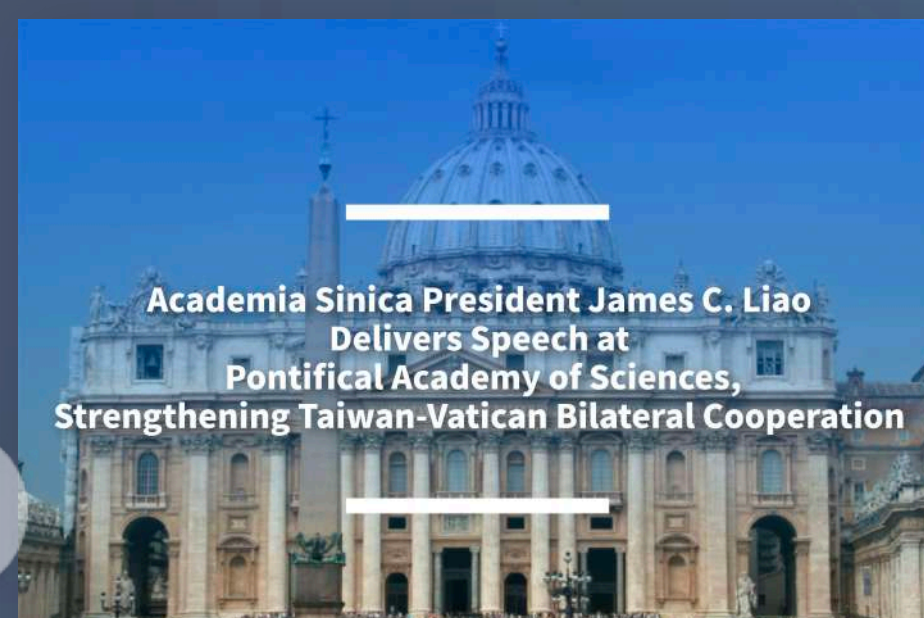 Academia Sinica President James C. Liao
Delivers Speech at
Pontifical Academy of Sciences,
Strengthening Taiwan-Vatican Bilateral Cooperation